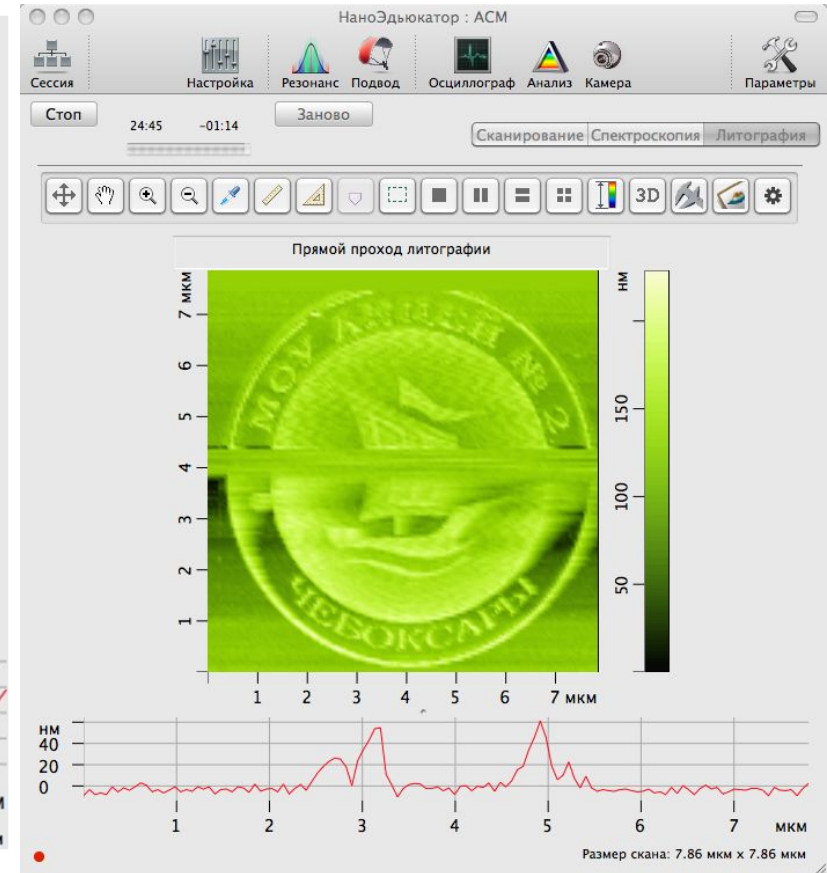 НаноЭдьюкатор : АСМ
Сессия Настройка Резонанс Подвод Осциллограф Анализ Камера Параметры
Стоп 24:45 -01:14 Заново
Сканирование Спектроскопия Литография
3D
Прямой проход литографии
7 мкм
6
5
4
3
2
1
МОУ ЛИЦЕЙ № 2
ЧЕБОКСАРЫ
1 2 3 4 5 6 7 мкм
нм
150
100
50
нм
40
20
0
1 2 3 4 5 6 7 мкм
Размер скана: 7.86 мкм x 7.86 мкм